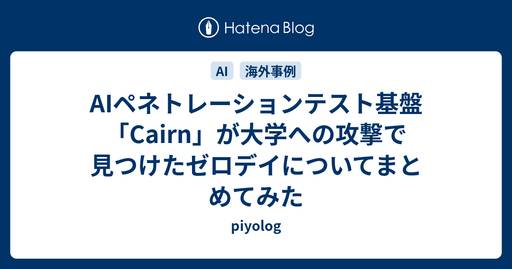 Hatena Blog
AI 海外事例
AIペネトレーションテスト基盤
「Cairn」が大学への攻撃で
見つけたゼロデイについてまと
めてみた
piyolog